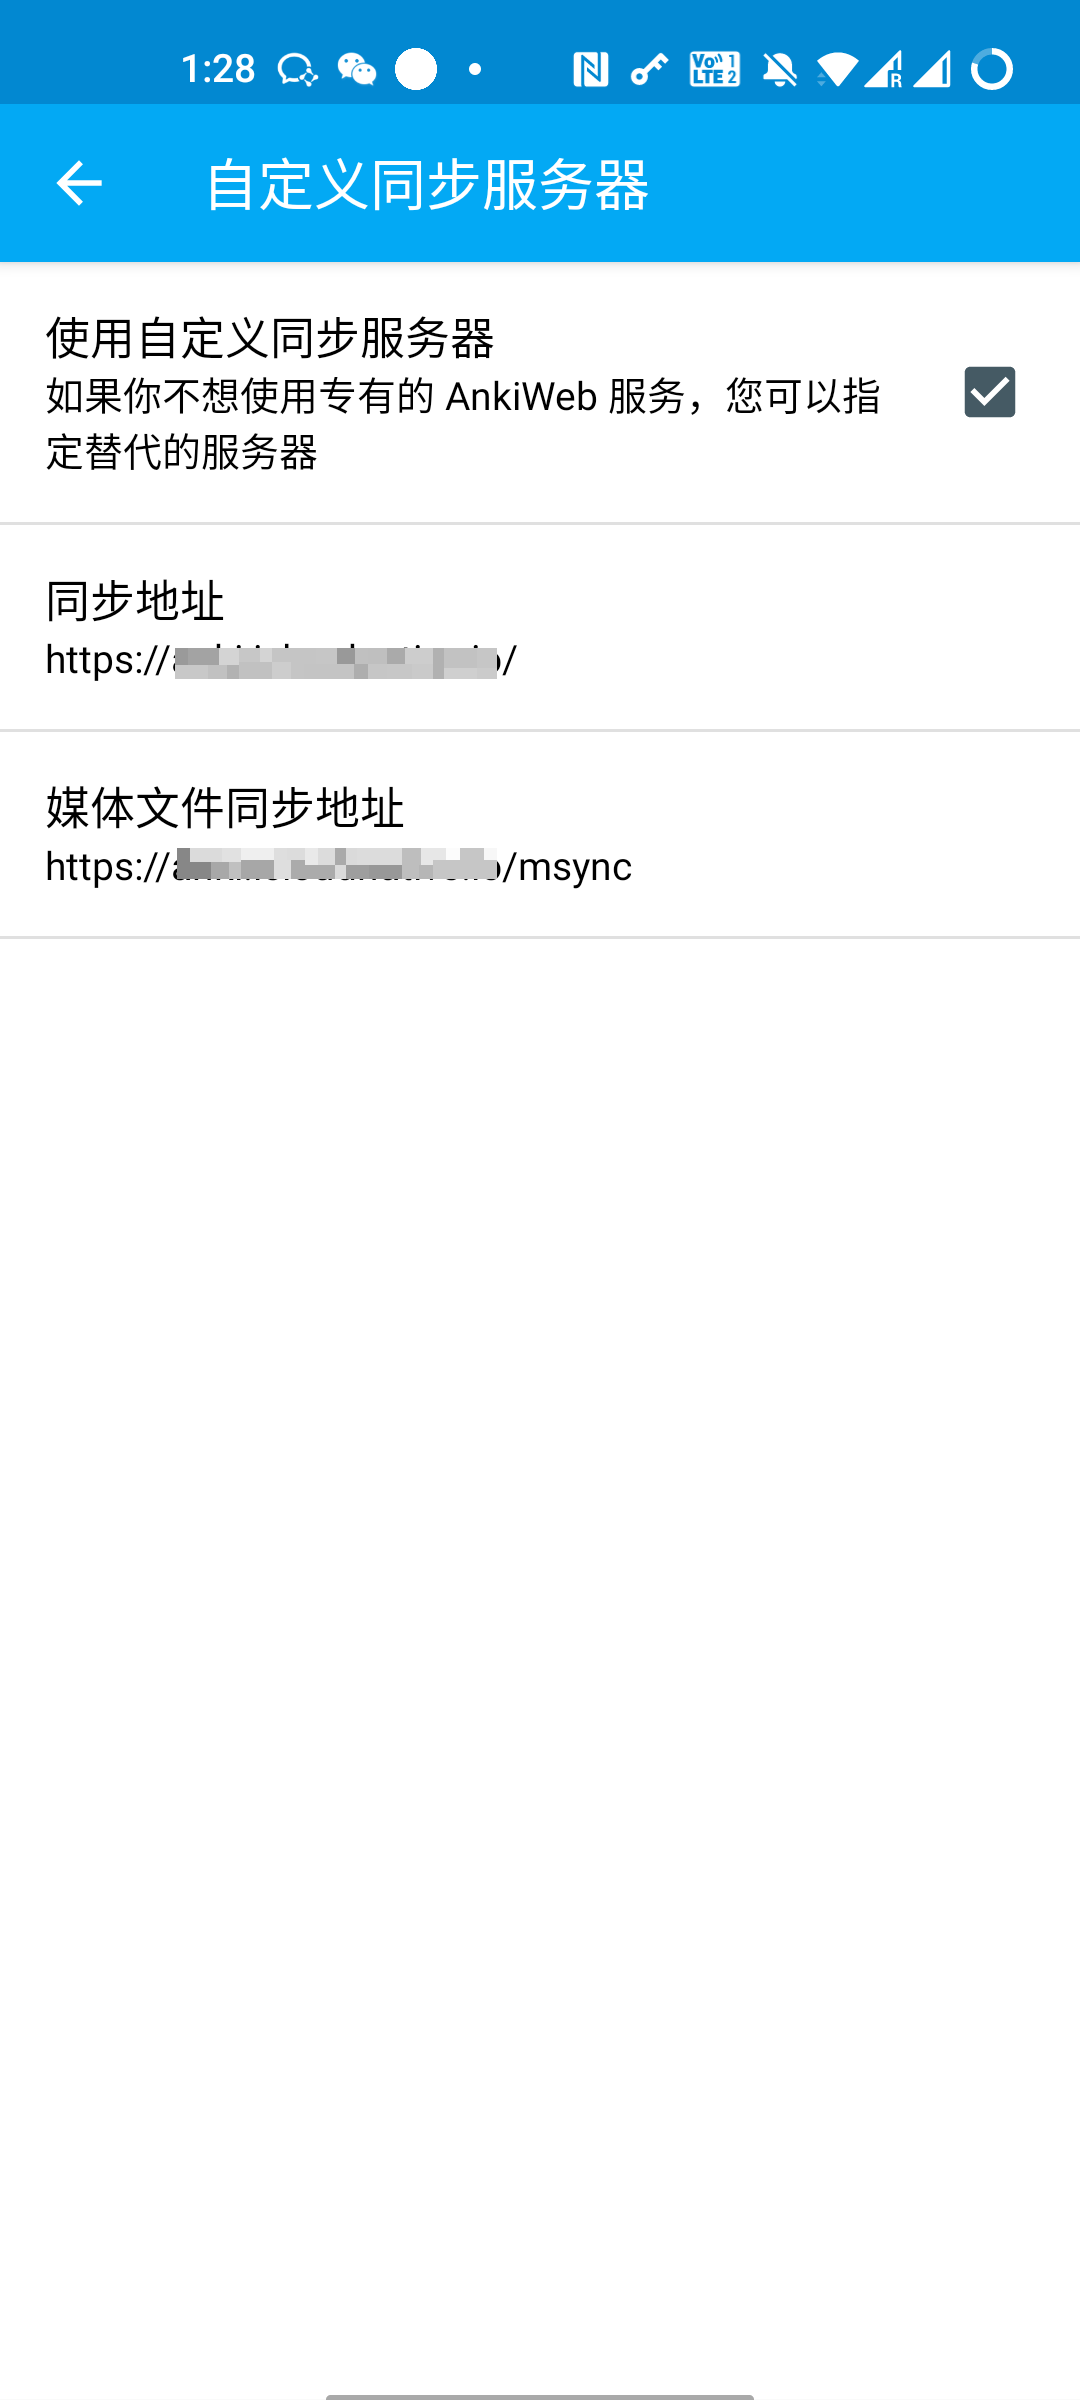 1:28
Vo 1
LTE 2
R
自定义同步服务器
使用自定义同步服务器
如果你不想使用专有的 AnkiWeb 服务，您可以指
定替代的服务器
同步地址
https:// /
媒体文件同步地址
https:// /msync